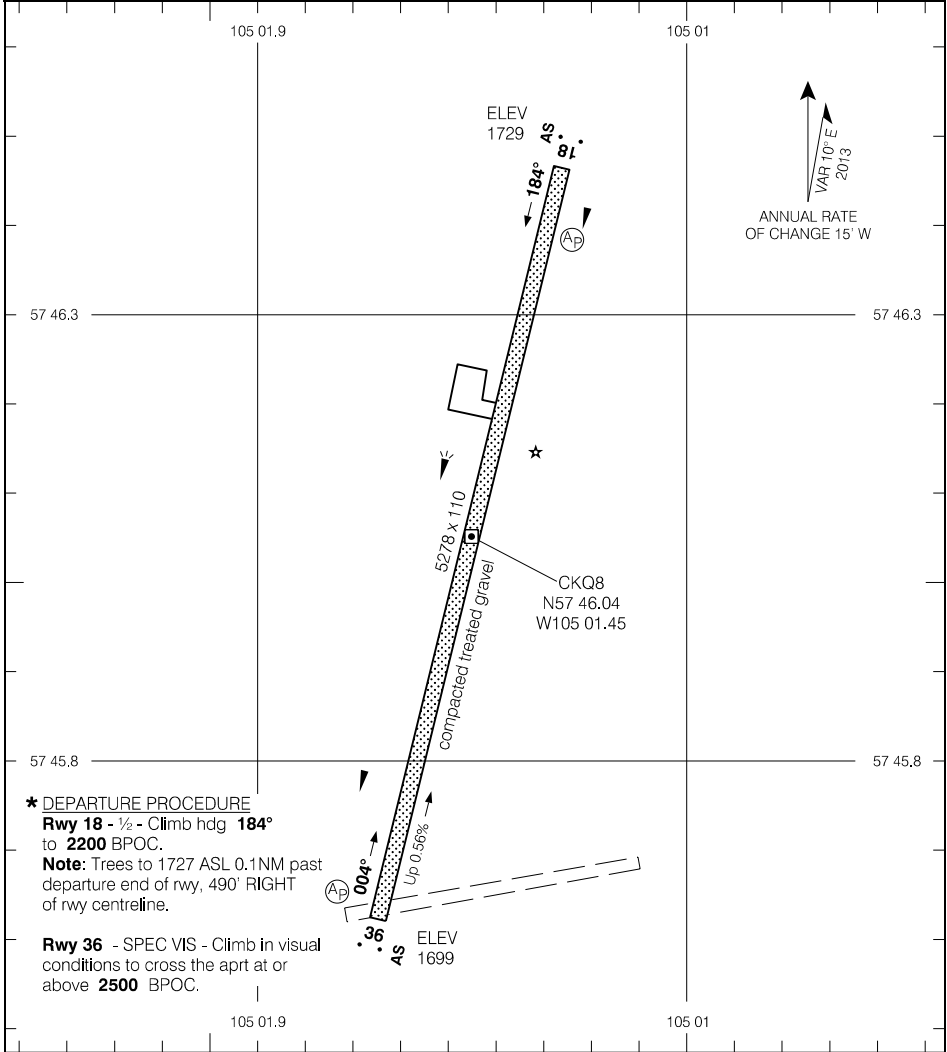 105 01.9
105 01
ELEV
1729
AS
18
184°
VAR 10° E
2013
ANNUAL RATE
OF CHANGE 15' W
AP
57 46.3
57 46.3
5278 x 110
CKQ8
N57 46.04
W105 01.45
compacted treated gravel
57 45.8
57 45.8
* DEPARTURE PROCEDURE
Rwy 18 - ½ - Climb hdg 184°
to 2200 BPOC.
Note: Trees to 1727 ASL 0.1NM past
departure end of rwy, 490' RIGHT
of rwy centreline.
Rwy 36 - SPEC VIS - Climb in visual
conditions to cross the aprt at or
above 2500 BPOC.
AP
004°
Up 0.56%
36
AS
ELEV
1699
105 01.9
105 01